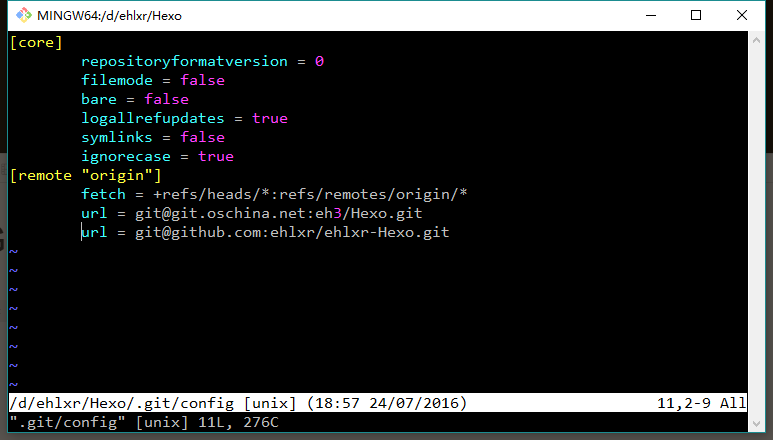 MINGW64:/d/ehlxr/Hexo
[core]
        repositoryformatversion = 0
        filemode = false
        bare = false
        logallrefupdates = true
        symlinks = false
        ignorecase = true
[remote "origin"]
        fetch = +refs/heads/*:refs/remotes/origin/*
        url = git@git.oschina.net:eh3/Hexo.git
        url = git@github.com:ehlxr/ehlxr-Hexo.git
~
~
~
~
~
~
~
~
/d/ehlxr/Hexo/.git/config [unix] (18:57 24/07/2016) 11,2-9 All
".git/config" [unix] 11L, 276C